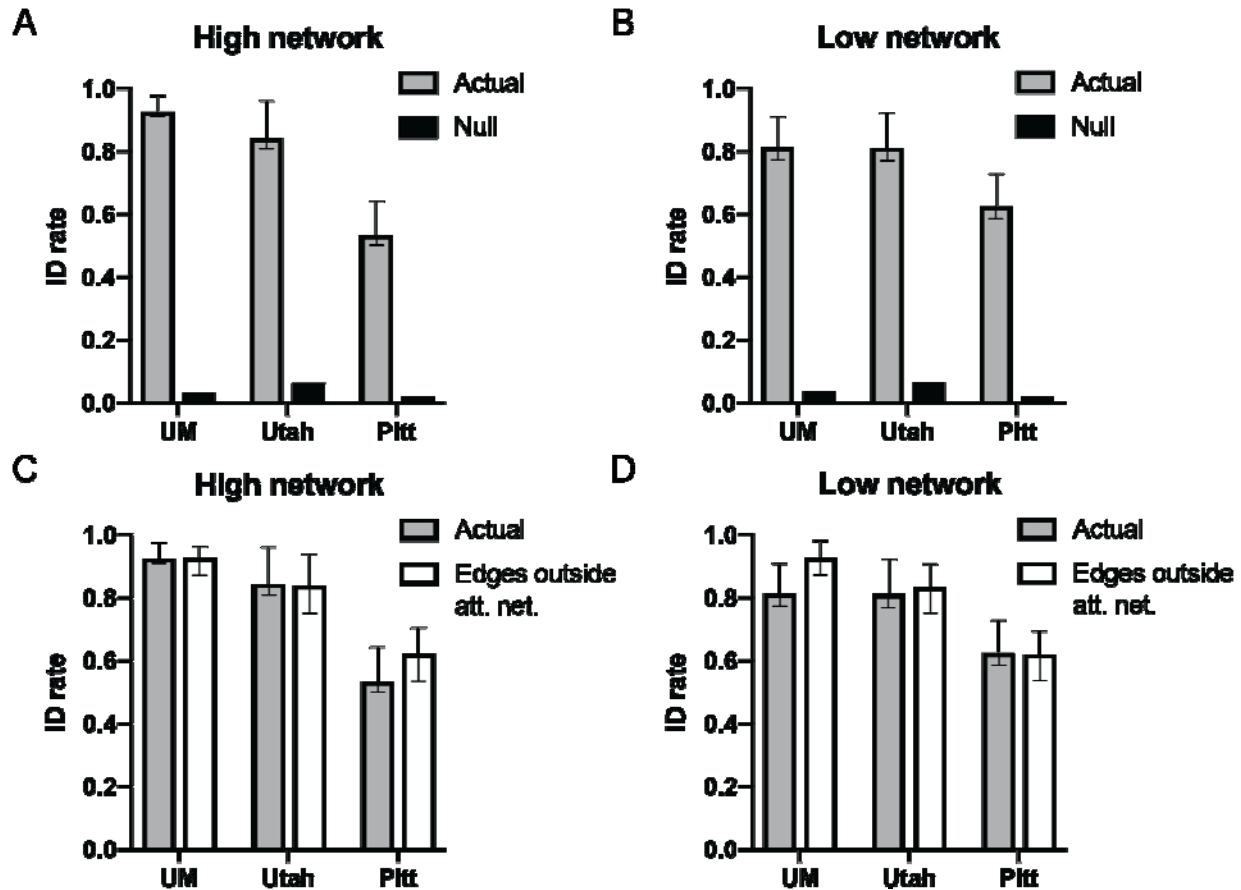 A
High network
Actual
Null
1.0
0.8
0.6
0.4
0.2
0.0
ID rate
UM
Utah
Pitt
B
Low network
Actual
Null
1.0
0.8
0.6
0.4
0.2
0.0
ID rate
UM
Utah
Pitt
C
High network
Actual
Edges outside
att. net.
1.0
0.8
0.6
0.4
0.2
0.0
ID rate
UM
Utah
Pitt
D
Low network
Actual
Edges outside
att. net.
1.0
0.8
0.6
0.4
0.2
0.0
ID rate
UM
Utah
Pitt